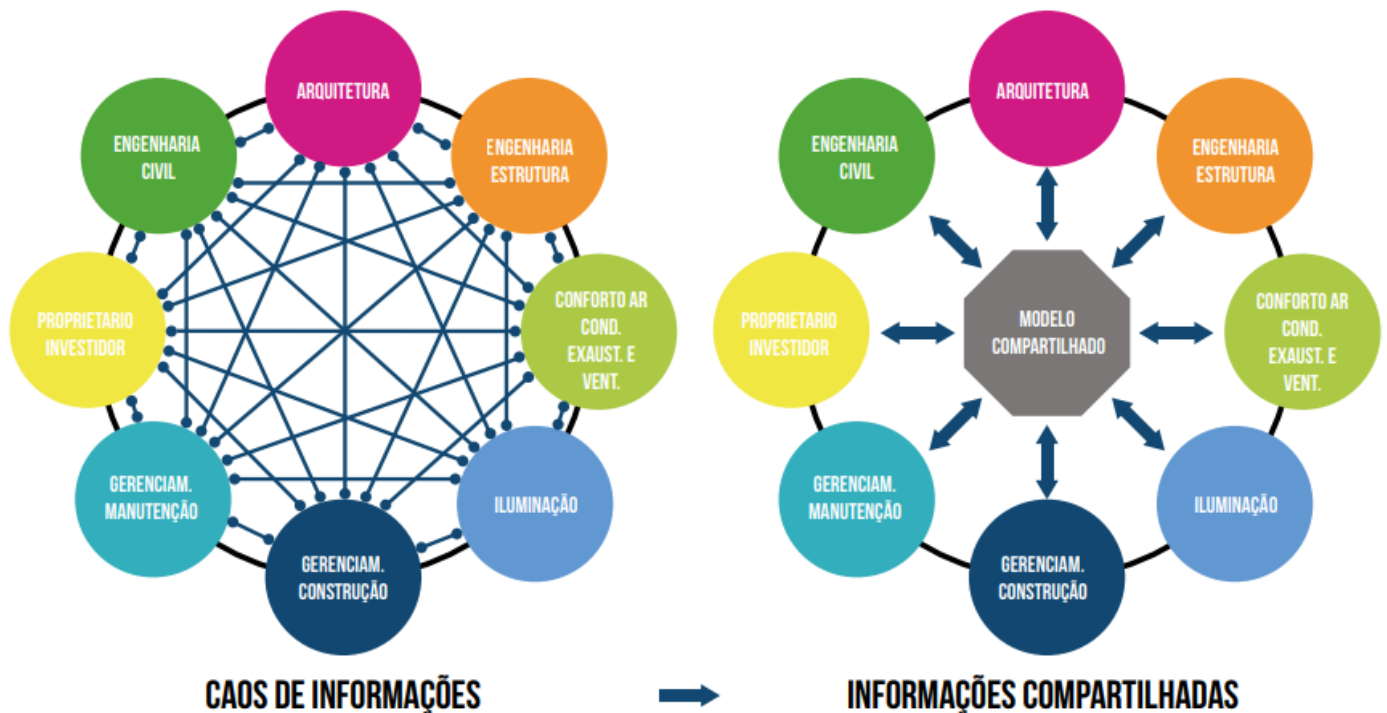 ARQUITETURA
ENGENHARIA
CIVIL
ENGENHARIA
ESTRUTURA
PROPRIETARIO
INVESTIDOR
CONFORTO AR
COND.
EXAUST. E
VENT.
GERENCIAM.
MANUTENÇÃO
ILUMINAÇÃO
GERENCIAM.
CONSTRUÇÃO
CAOS DE INFORMAÇÕES
ARQUITETURA
ENGENHARIA
CIVIL
ENGENHARIA
ESTRUTURA
PROPRIETARIO
INVESTIDOR
MODELO
COMPARTILHADO
CONFORTO AR
COND.
EXAUST. E
VENT.
GERENCIAM.
MANUTENÇÃO
ILUMINAÇÃO
GERENCIAM.
CONSTRUÇÃO
INFORMAÇÕES COMPARTILHADAS